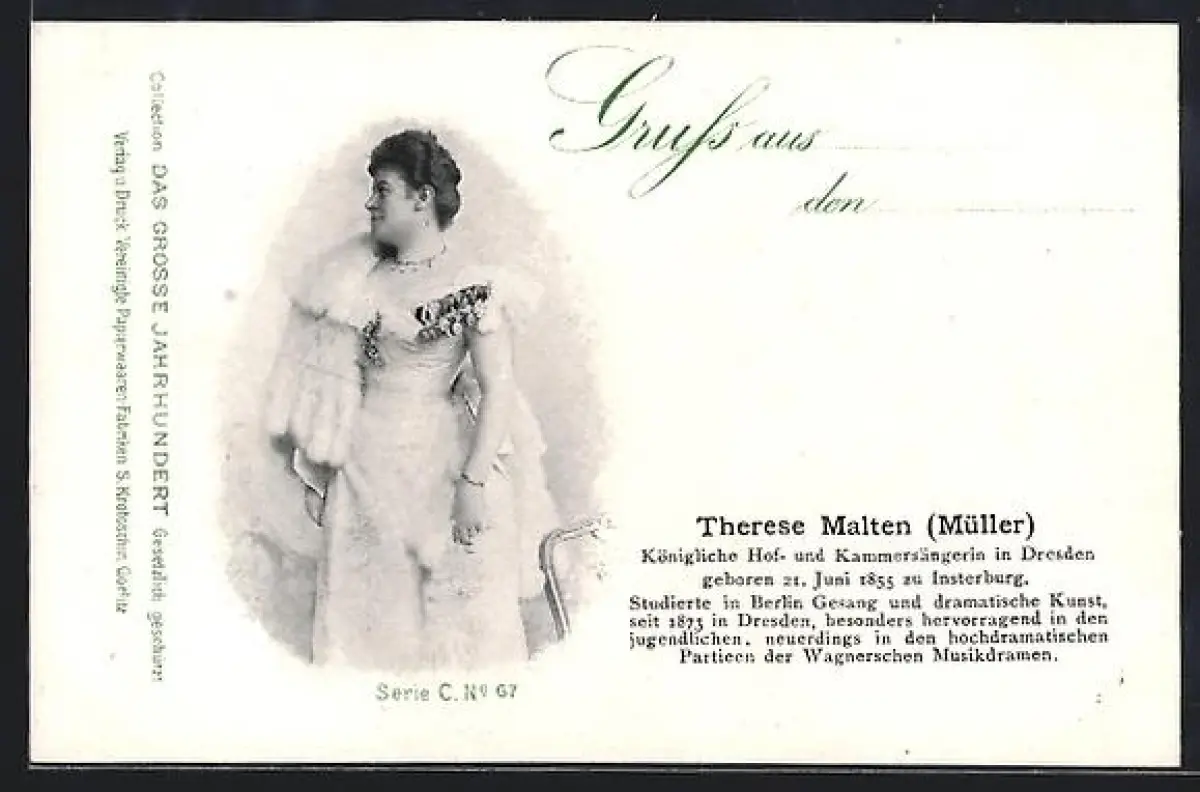 Gruss aus
den
Collection DAS GROSSE JAHRHUNDERT Gesetzlich geschützt
Verlag u Druck Vereinigte Papierwaaren-Fabriken S. Krotoschin Goerlitz
Therese Malten (Müller)
Königliche Hof- und Kammersängerin in Dresden
geboren 21. Juni 1855 zu Insterburg.
Studierte in Berlin Gesang und dramatische Kunst,
seit 1873 in Dresden, besonders hervorragend in den
jugendlichen, neuerdings in den hochdramatischen
Partieen der Wagnerschen Musikdramen.
Serie C. No 67